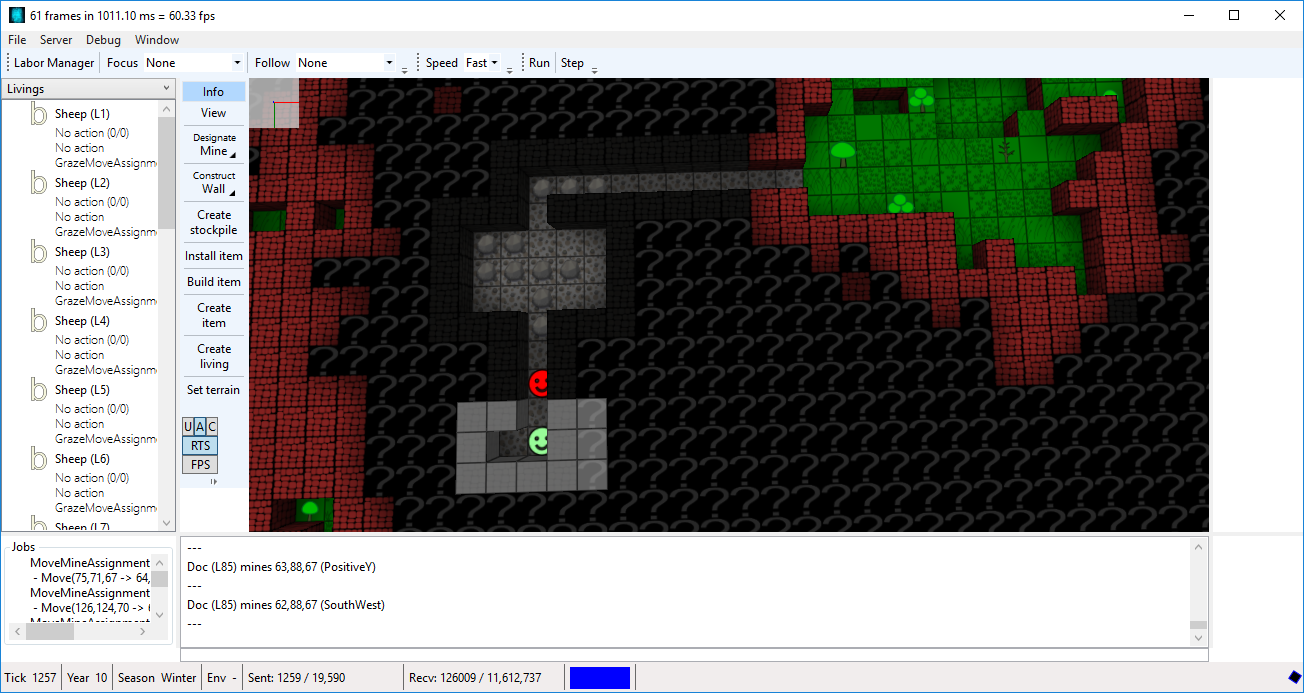 61 frames in 1011.10 ms = 60.33 fps
File Server Debug Window
Labor Manager Focus None Follow None Speed Fast Run Step
Livings
Sheep (L1)
No action (0/0)
No action
GrazeMoveAssignm
Sheep (L2)
No action (0/0)
No action
GrazeMoveAssignm
Sheep (L3)
No action (0/0)
No action
GrazeMoveAssignm
Sheep (L4)
No action (0/0)
No action
GrazeMoveAssignm
Sheep (L5)
No action (0/0)
No action
GrazeMoveAssignm
Sheep (L6)
No action (0/0)
No action
GrazeMoveAssignm
Sheep (L7)
Info
View
Designate
Mine
Construct
Wall
Create
stockpile
Install item
Build item
Create
item
Create
living
Set terrain
U A C
RTS
FPS
Jobs
MoveMineAssignment
- Move(75,71,67 -> 64,
MoveMineAssignment
- Move(126,124,70 -> 6
MoveMineAssignment
---
Doc (L85) mines 63,88,67 (PositiveY)
---
Doc (L85) mines 62,88,67 (SouthWest)
---
Tick 1257 Year 10 Season Winter Env - Sent: 1259 / 19,590 Recv: 126009 / 11,612,737